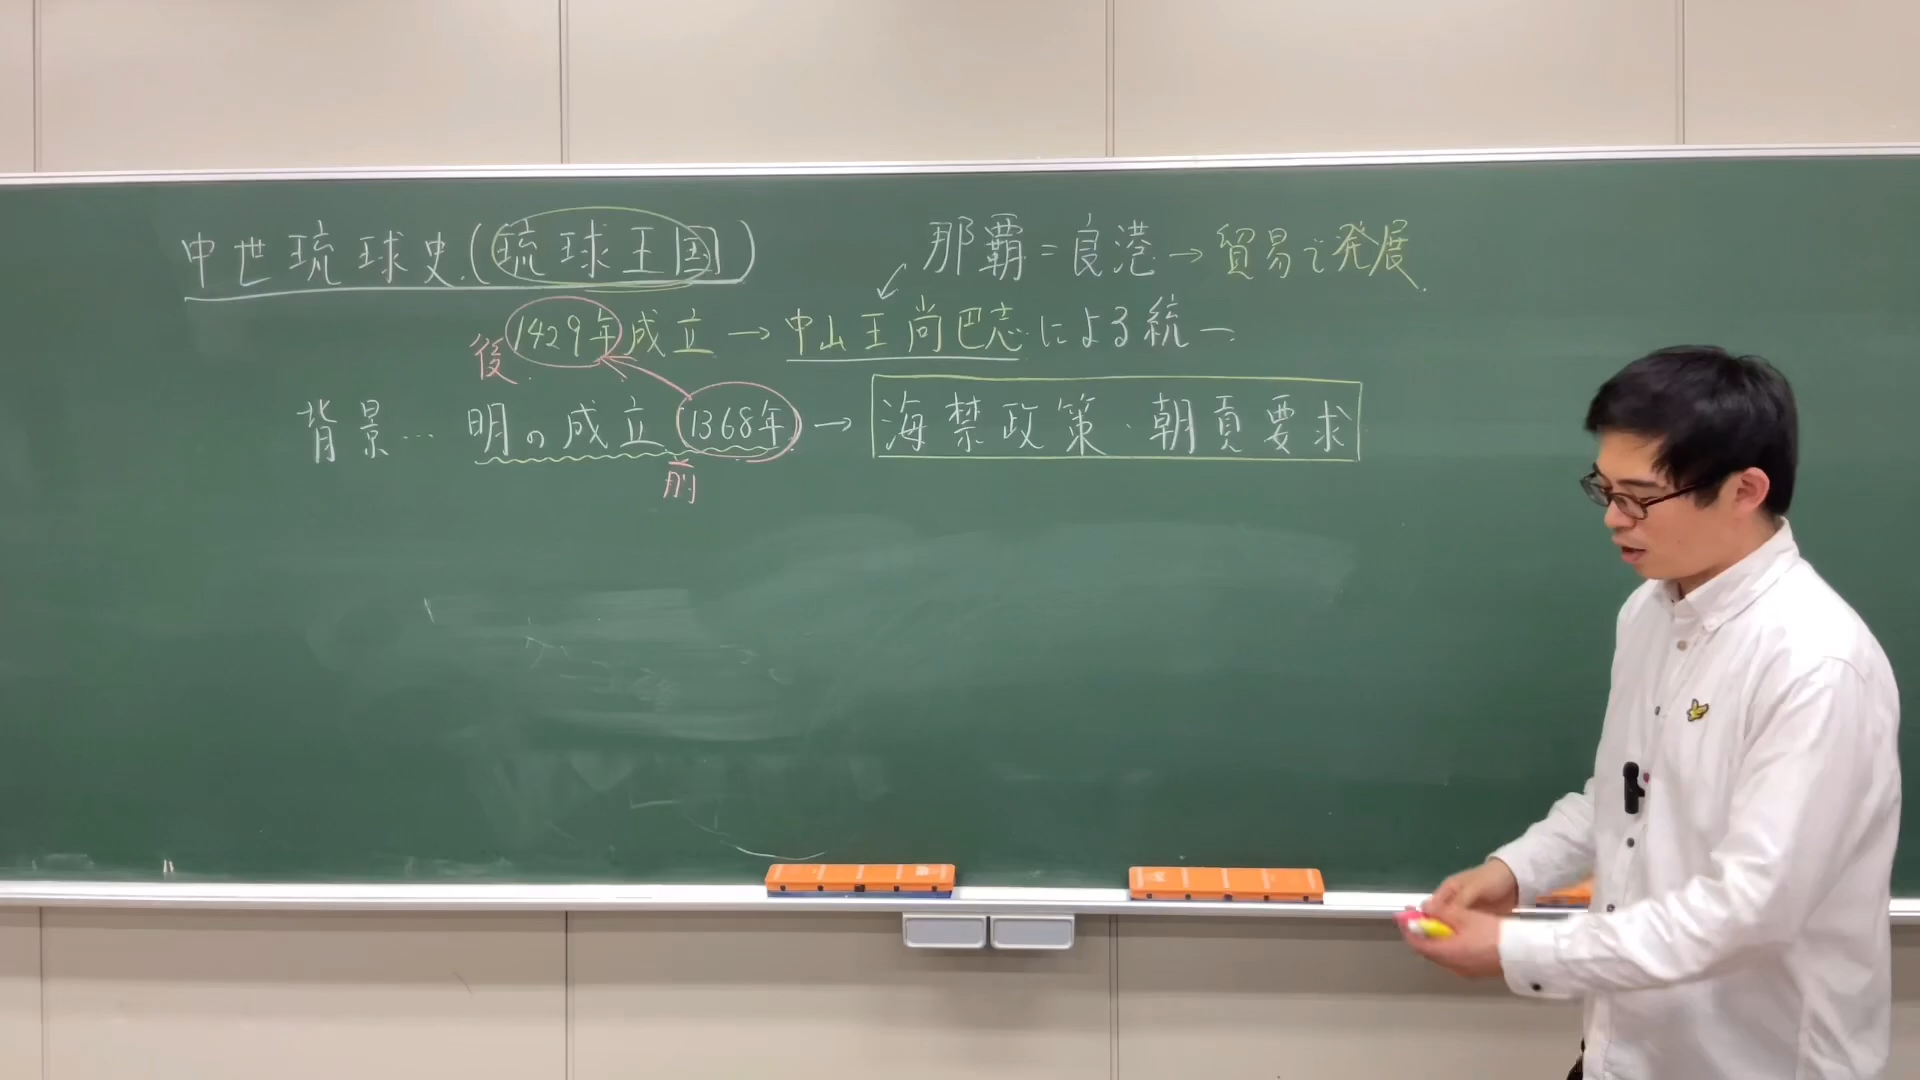 中世琉球史(琉球王国)
那覇=良港→貿易で発展
後 1429年成立→中山王尚巴志による統一
背景… 明の成立 1368年→海禁政策・朝貢要求
前